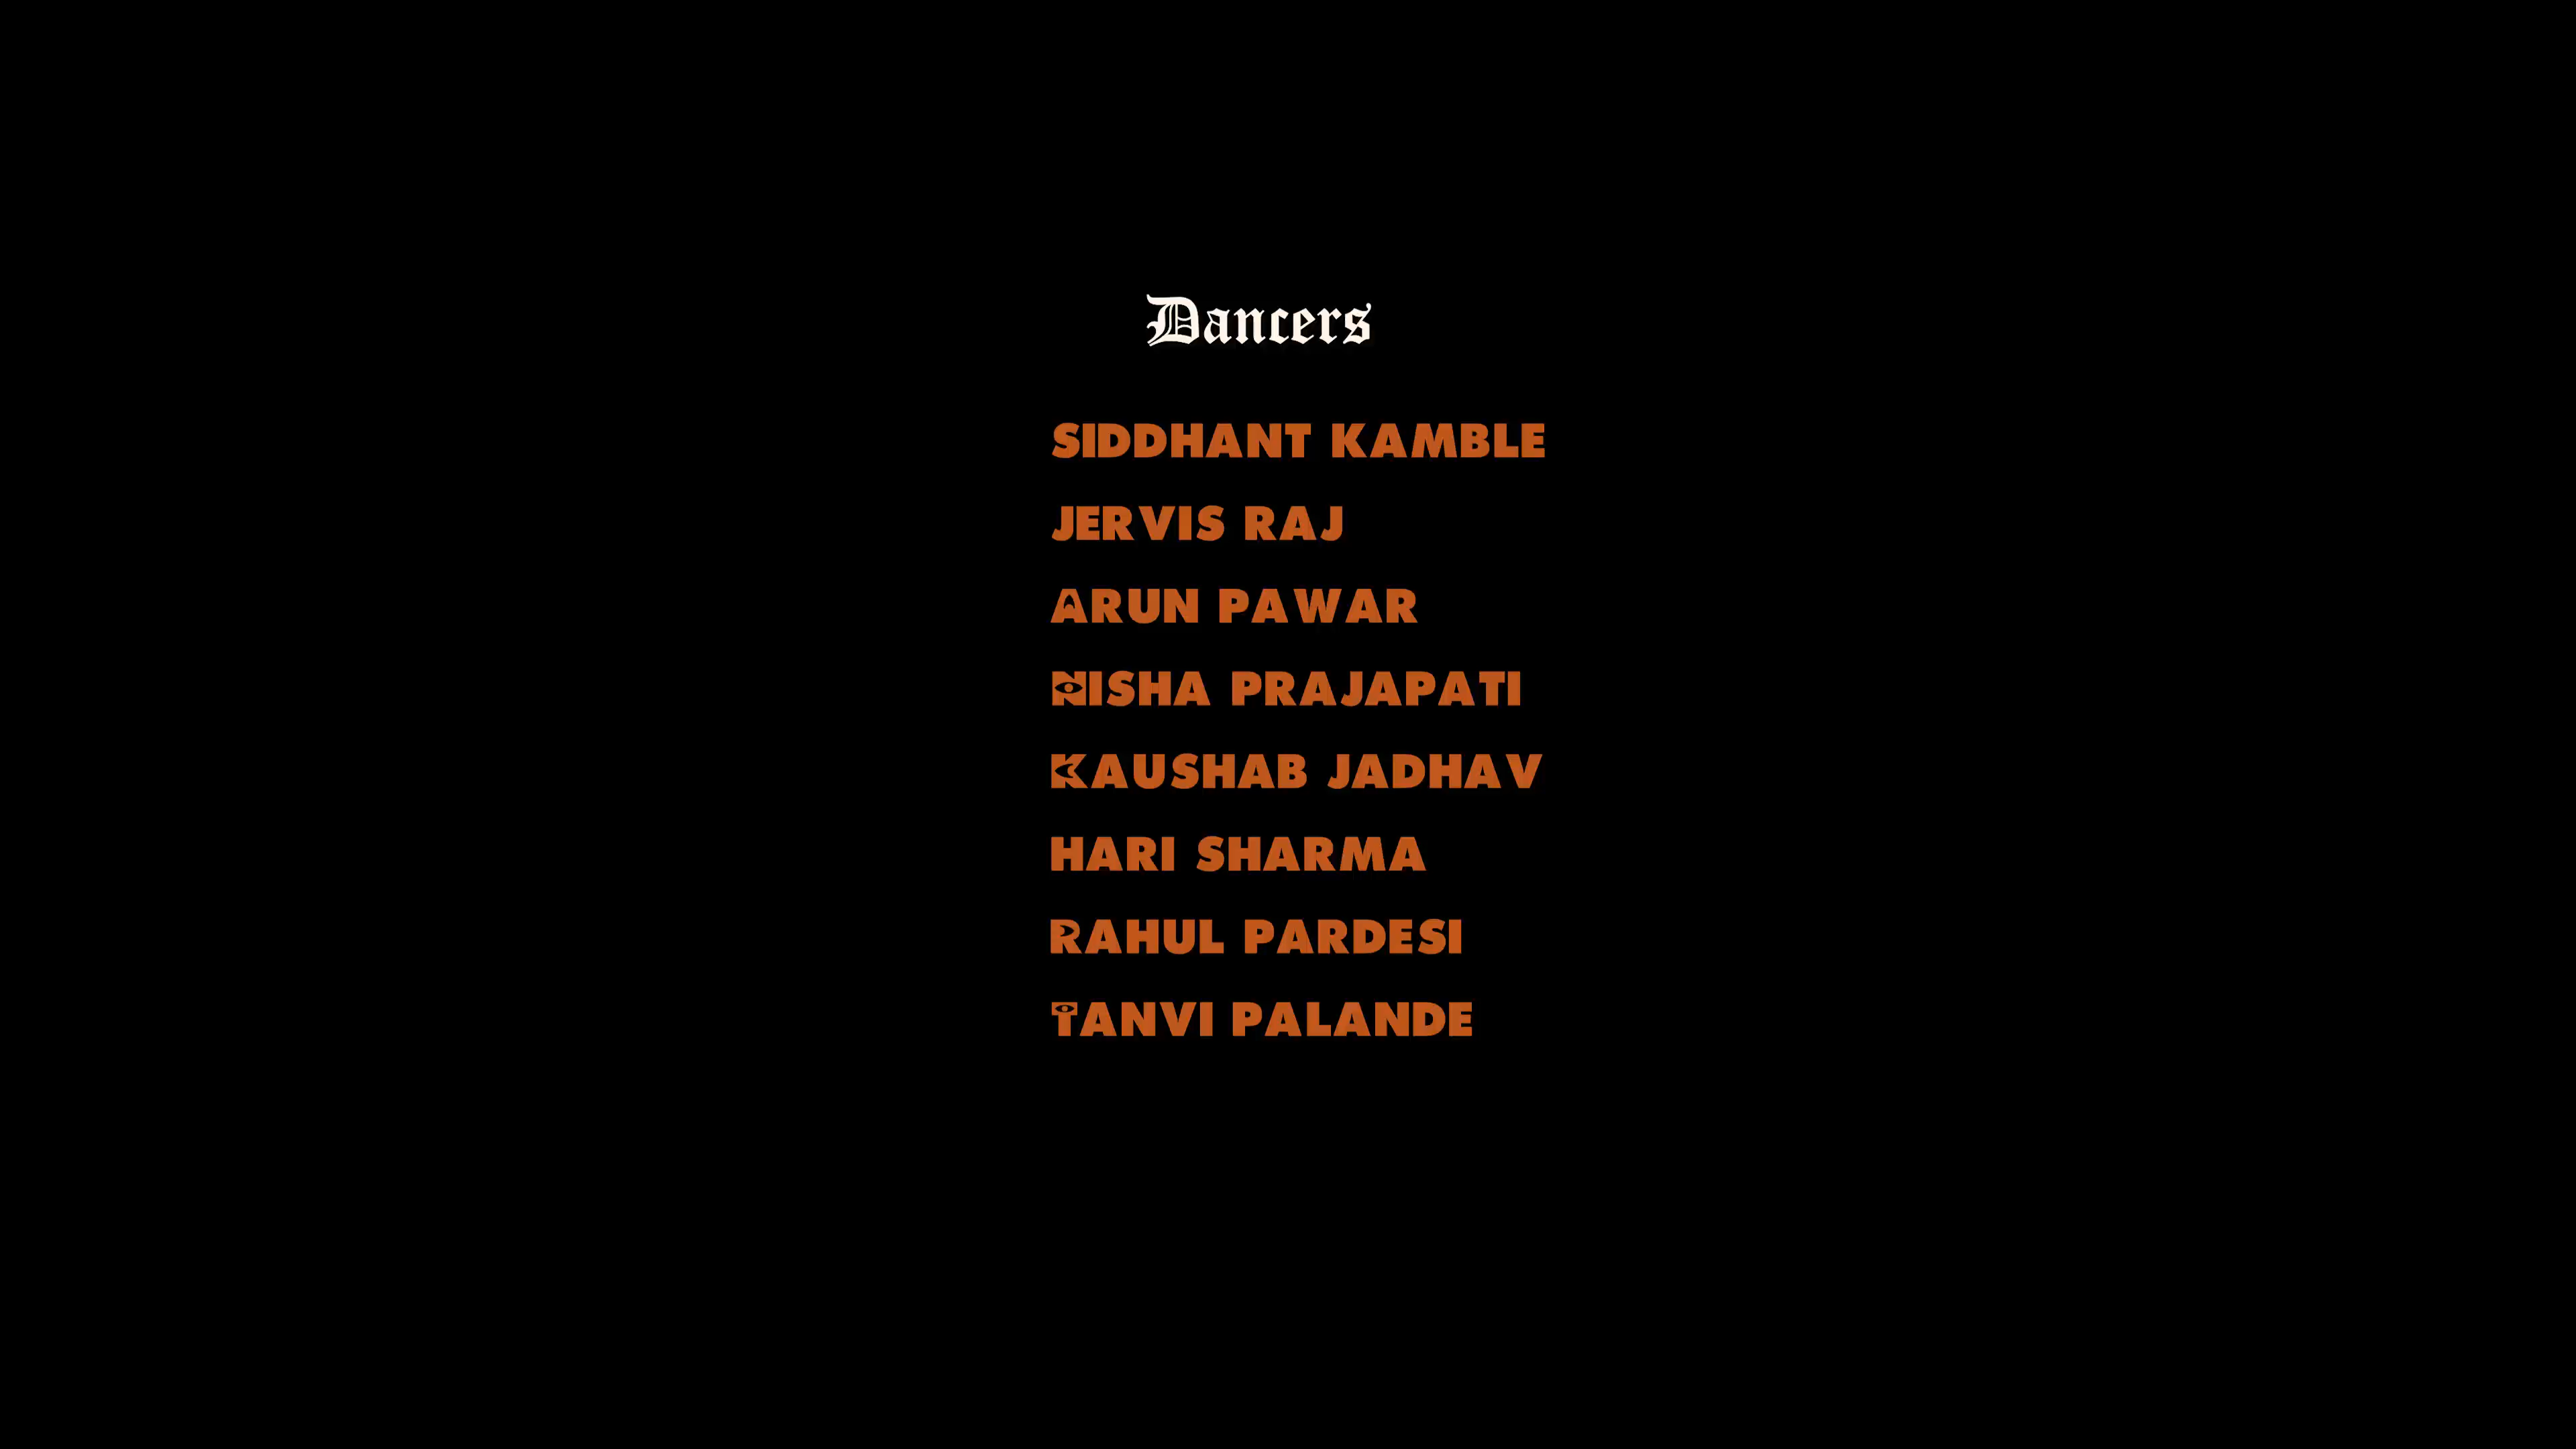 Dancers
SIDDHANT KAMBLE
JERVIS RAJ
ARUN PAWAR
NISHA PRAJAPATI
KAUSHAB JADHAV
HARI SHARMA
RAHUL PARDESI
TANVI PALANDE